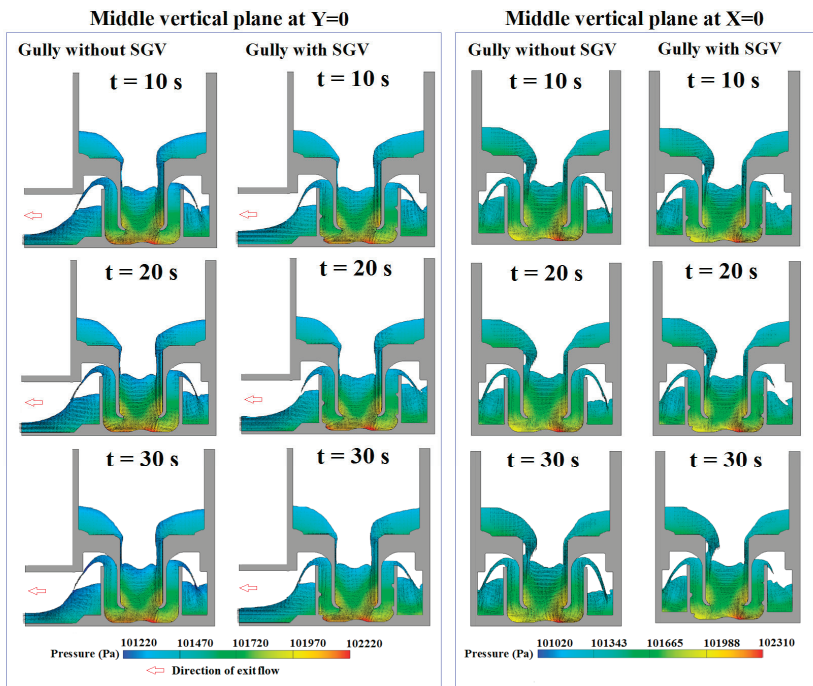 Middle vertical plane at Y=0
Gully without SGV
Gully with SGV
t = 10 s
t = 10 s
t = 20 s
t = 20 s
t = 30 s
t = 30 s
101220 101470 101720 101970 102220
Pressure (Pa)
Direction of exit flow
Middle vertical plane at X=0
Gully without SGV
Gully with SGV
t = 10 s
t = 10 s
t = 20 s
t = 20 s
t = 30 s
t = 30 s
101020 101343 101665 101988 102310
Pressure (Pa)